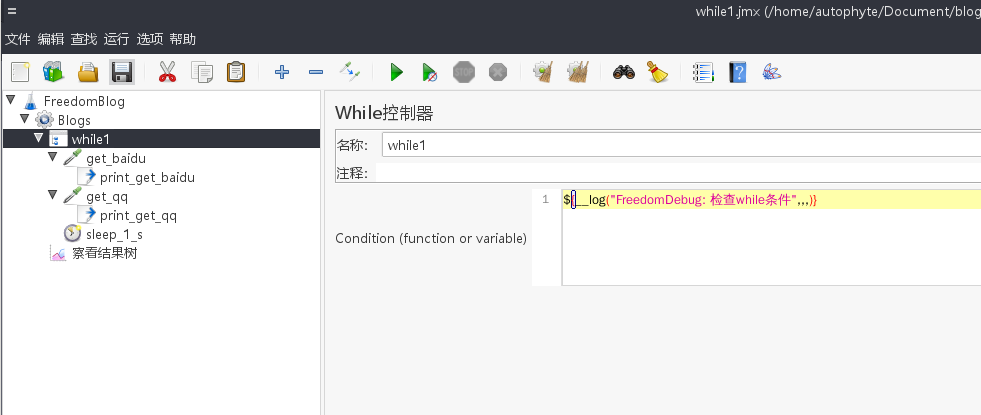 while1.jmx (/home/autophyte/Document/blog
文件 编辑 查找 运行 选项 帮助
STOP
?
FreedomBlog
Blogs
while1
get_baidu
print_get_baidu
get_qq
print_get_qq
sleep_1_s
察看结果树
While控制器
名称: while1
注释:
Condition (function or variable)
1 ${__log("FreedomDebug: 检查while条件",,,)}